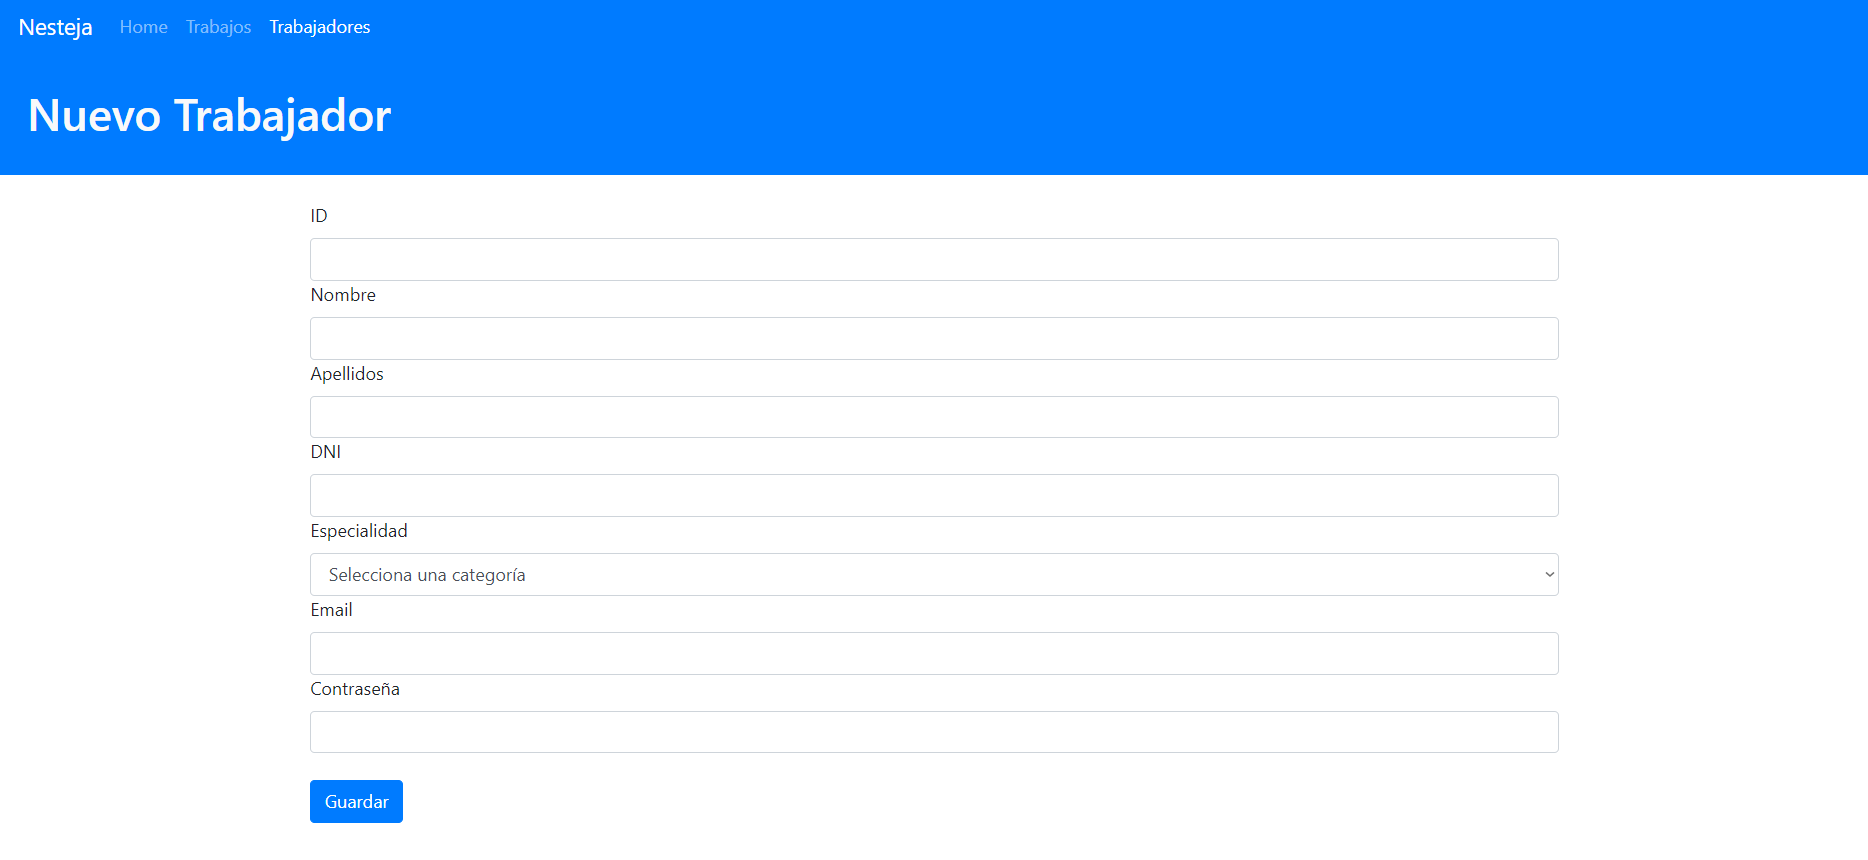 Nesteja Home Trabajos Trabajadores
Nuevo Trabajador
ID
Nombre
Apellidos
DNI
Especialidad
Selecciona una categoría
Email
Contraseña
Guardar